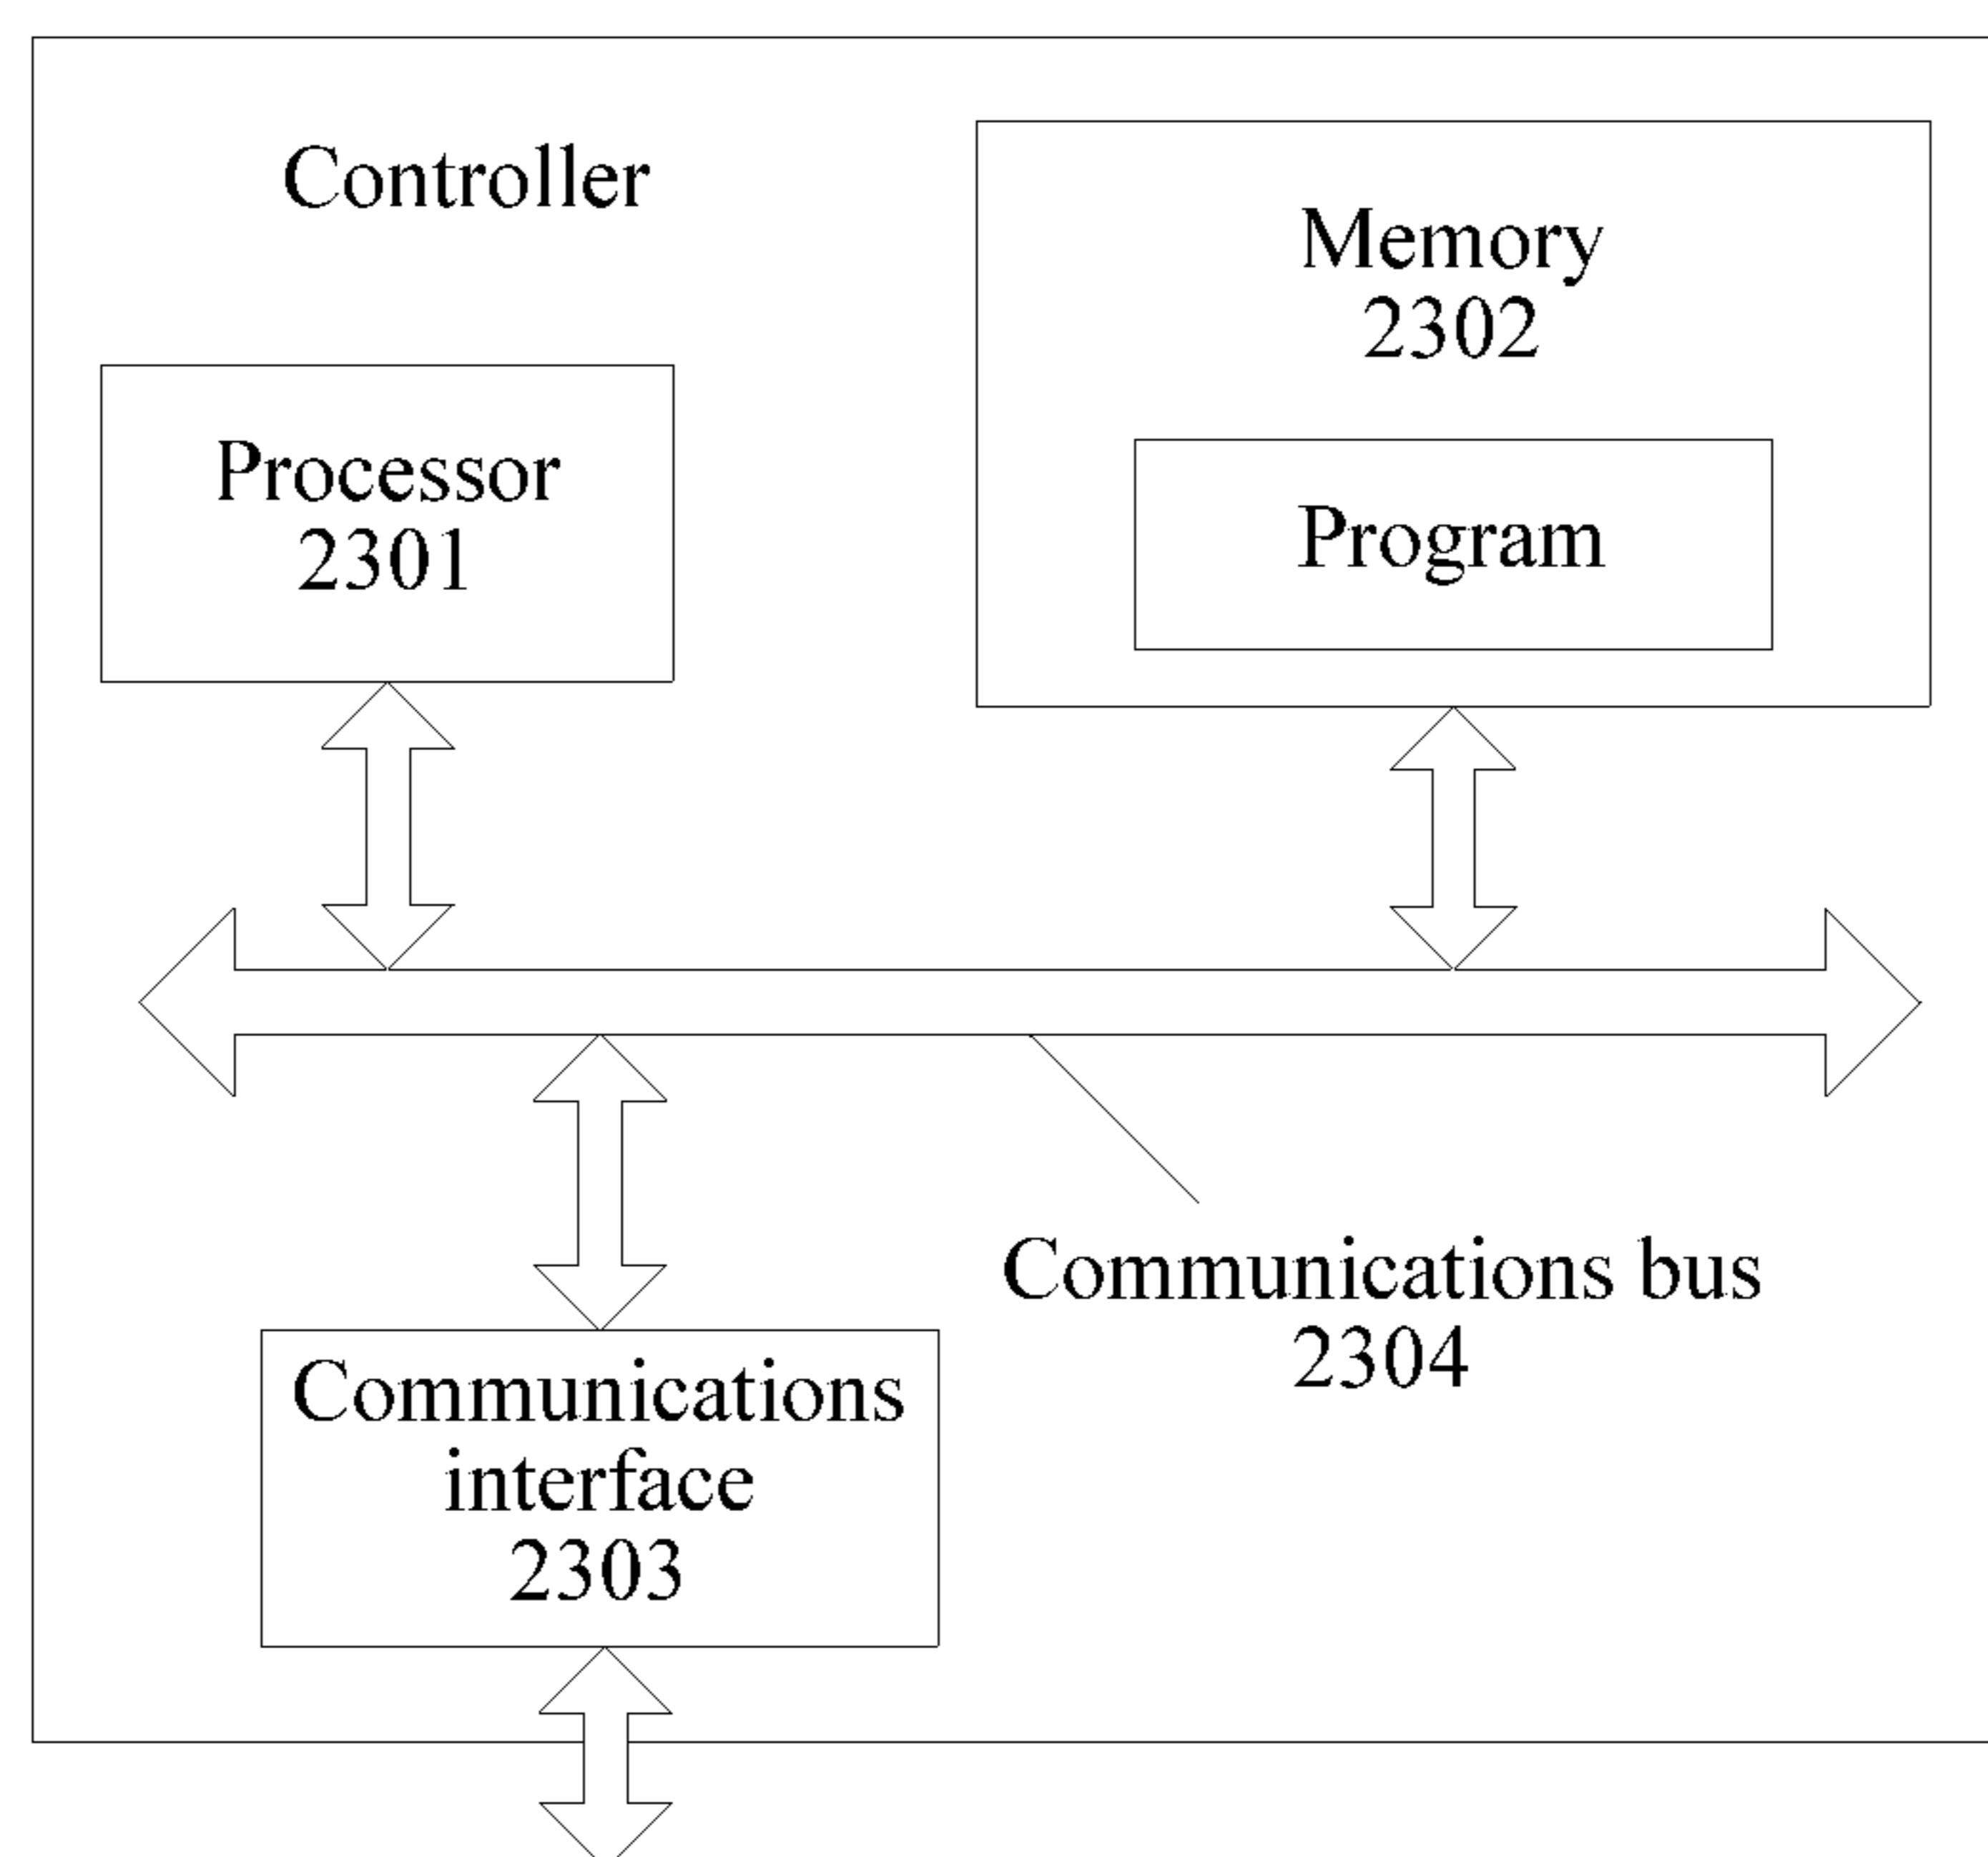 Controller
Memory
2302
Processor
2301
Program
Communications bus
2304
Communications
interface
2303